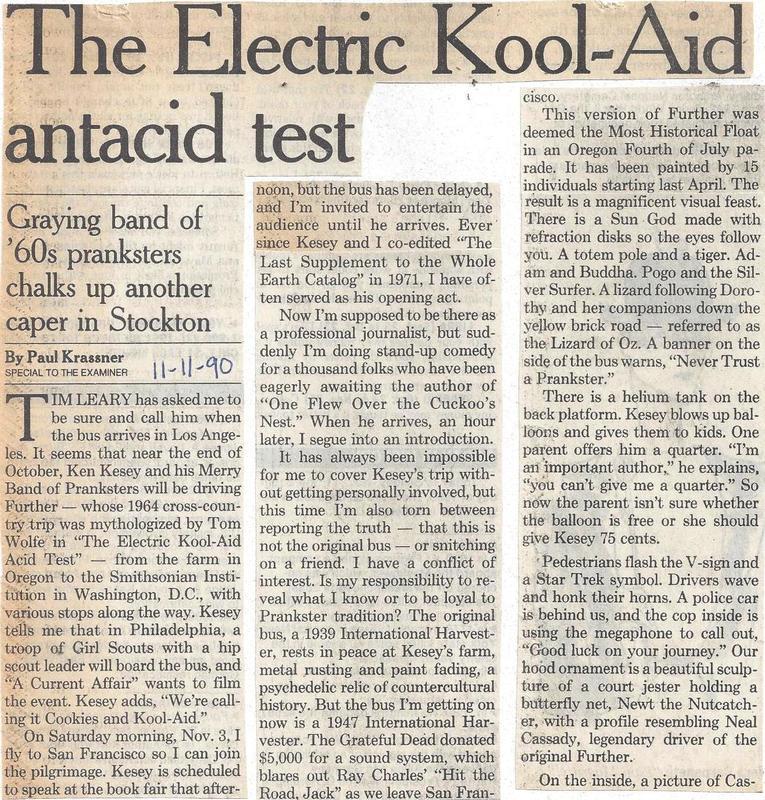 The Electric Kool-Aid
antacid test
Graying band of
'60s pranksters
chalks up another
caper in Stockton
By Paul Krassner
SPECIAL TO THE EXAMINER
11-11-90
TIM LEARY has asked me to
be sure and call him when
the bus arrives in Los Ange-
les. It seems that near the end of
October, Ken Kesey and his Merry
Band of Pranksters will be driving
Further — whose 1964 cross-coun-
try trip was mythologized by Tom
Wolfe in "The Electric Kool-Aid
Acid Test" — from the farm in
Oregon to the Smithsonian Insti-
tution in Washington, D.C., with
various stops along the way. Kesey
tells me that in Philadelphia, a
troop of Girl Scouts with a hip
scout leader will board the bus, and
"A Current Affair" wants to film
the event. Kesey adds, "We're call-
ing it Cookies and Kool-Aid."
On Saturday morning, Nov. 3, I
fly to San Francisco so I can join
the pilgrimage. Kesey is scheduled
to speak at the book fair that after-
noon, but the bus has been delayed,
and I'm invited to entertain the
audience until he arrives. Ever
since Kesey and I co-edited "The
Last Supplement to the Whole
Earth Catalog" in 1971, I have of-
ten served as his opening act.
Now I'm supposed to be there as
a professional journalist, but sud-
denly I'm doing stand-up comedy
for a thousand folks who have been
eagerly awaiting the author of
"One Flew Over the Cuckoo's
Nest." When he arrives, an hour
later, I segue into an introduction.
It has always been impossible
for me to cover Kesey's trip with-
out getting personally involved, but
this time I'm also torn between
reporting the truth — that this is
not the original bus — or snitching
on a friend. I have a conflict of
interest. Is my responsibility to re-
veal what I know or to be loyal to
Prankster tradition? The original
bus, a 1939 International Harvest-
er, rests in peace at Kesey's farm,
metal rusting and paint fading, a
psychedelic relic of countercultural
history. But the bus I'm getting on
now is a 1947 International Har-
vester. The Grateful Dead donated
$5,000 for a sound system, which
blares out Ray Charles' "Hit the
Road, Jack" as we leave San Fran-
cisco.
This version of Further was
deemed the Most Historical Float
in an Oregon Fourth of July pa-
rade. It has been painted by 15
individuals starting last April. The
result is a magnificent visual feast.
There is a Sun God made with
refraction disks so the eyes follow
you. A totem pole and a tiger. Ad-
am and Buddha. Pogo and the Sil-
ver Surfer. A lizard following Doro-
thy and her companions down the
yellow brick road — referred to as
the Lizard of Oz. A banner on the
side of the bus warns, "Never Trust
a Prankster."
There is a helium tank on the
back platform. Kesey blows up bal-
loons and gives them to kids. One
parent offers him a quarter. "I'm
an important author," he explains,
"you can't give me a quarter." So
now the parent isn't sure whether
the balloon is free or she should
give Kesey 75 cents.
Pedestrians flash the V-sign and
a Star Trek symbol. Drivers wave
and honk their horns. A police car
is behind us, and the cop inside is
using the megaphone to call out,
"Good luck on your journey." Our
hood ornament is a beautiful sculp-
ture of a court jester holding a
butterfly net, Newt the Nutcatch-
er, with a profile resembling Neal
Cassady, legendary driver of the
original Further.
On the inside, a picture of Cas-